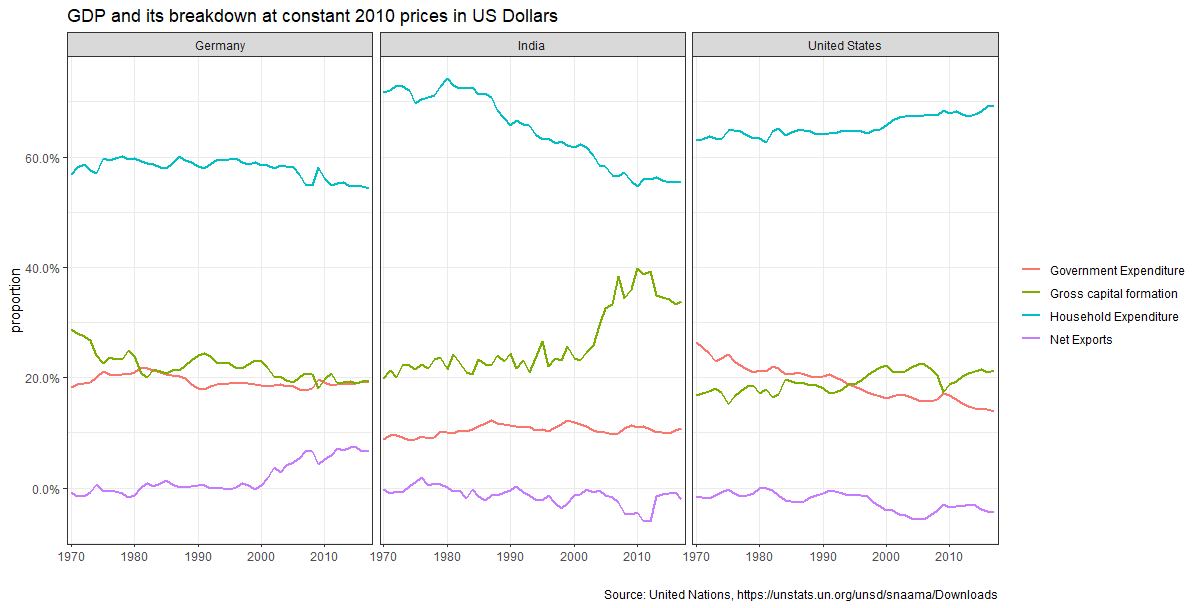 GDP and its breakdown at constant 2010 prices in US Dollars
Germany
India
United States
proportion
60.0%
40.0%
20.0%
0.0%
1970 1980 1990 2000 2010
1970 1980 1990 2000 2010
1970 1980 1990 2000 2010
Government Expenditure
Gross capital formation
Household Expenditure
Net Exports
Source: United Nations, https://unstats.un.org/unsd/snaama/Downloads